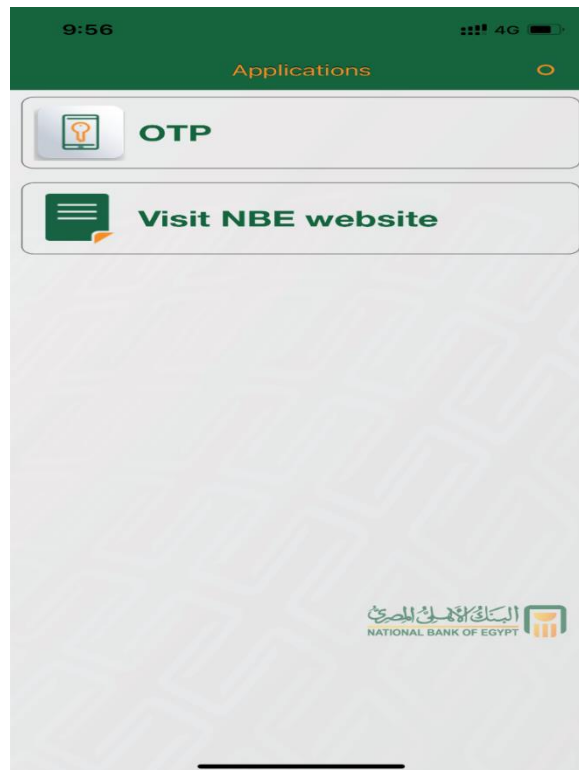 9:56
4G
Applications
OTP
Visit NBE website
البنك الأهلي المصري
NATIONAL BANK OF EGYPT